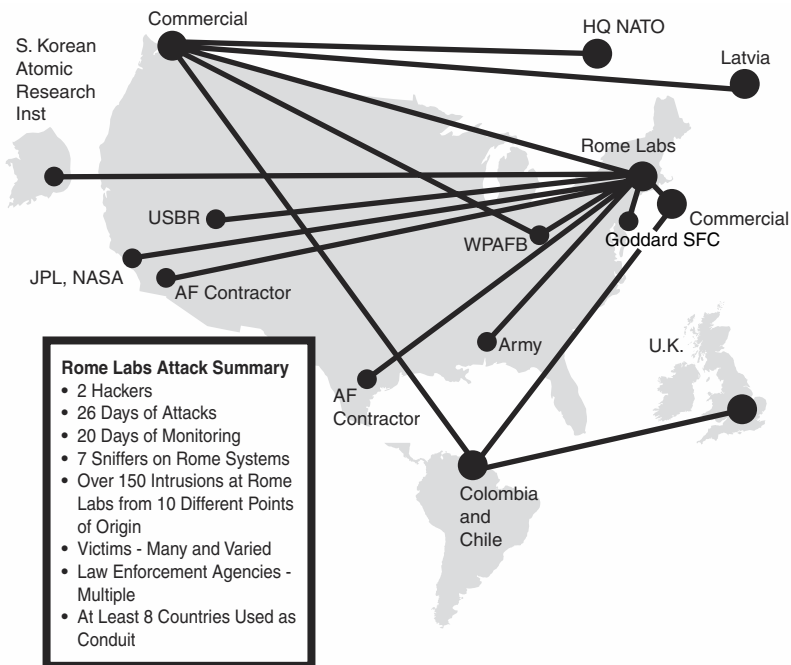 Commercial
HQ NATO
S. Korean
Atomic
Research
Inst
Latvia
Rome Labs
USBR
Commercial
WPAFB
Goddard SFC
JPL, NASA
AF Contractor
Army
U.K.
AF
Contractor
Colombia
and
Chile
Rome Labs Attack Summary
• 2 Hackers
• 26 Days of Attacks
• 20 Days of Monitoring
• 7 Sniffers on Rome Systems
• Over 150 Intrusions at Rome
Labs from 10 Different Points
of Origin
• Victims - Many and Varied
• Law Enforcement Agencies -
Multiple
• At Least 8 Countries Used as
Conduit